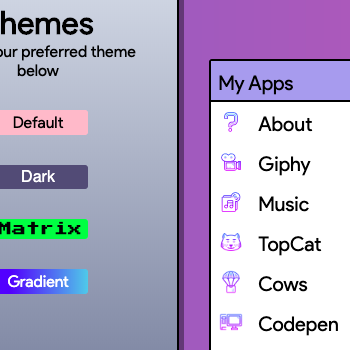 hemes
our preferred theme
below
Default
Dark
Matrix
Gradient
My Apps
About
Giphy
Music
TopCat
Cows
Codepen